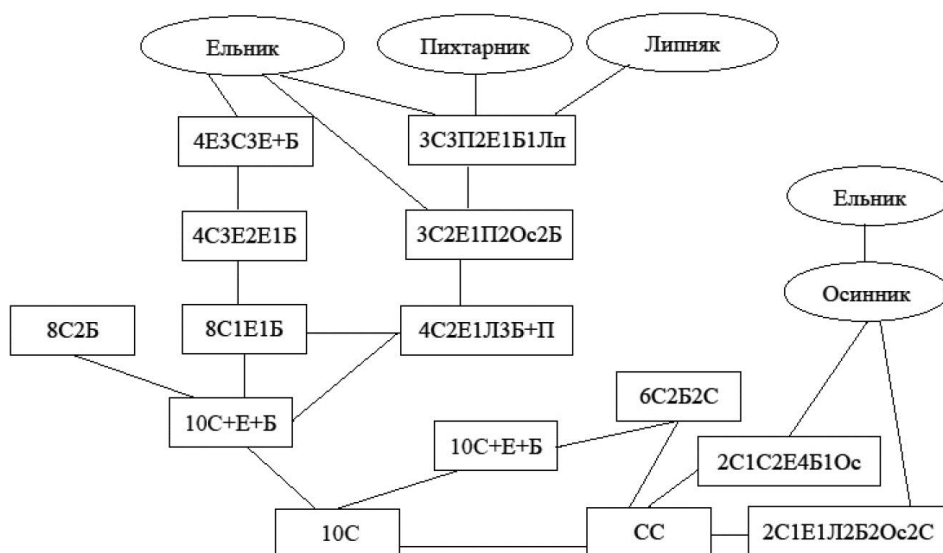 Ельник
Пихтарник
Липняк
4Е3С3Е+Б
3С3П2Е1Б1Лп
Ельник
4С3Е2Е1Б
3С2Е1П2Ос2Б
Осинник
8С2Б
8С1Е1Б
4С2Е1Л3Б+П
6С2Б2С
10С+Е+Б
10С+Е+Б
2С1С2Е4Б1Ос
10С
СС
2С1Е1Л2Б2Ос2С